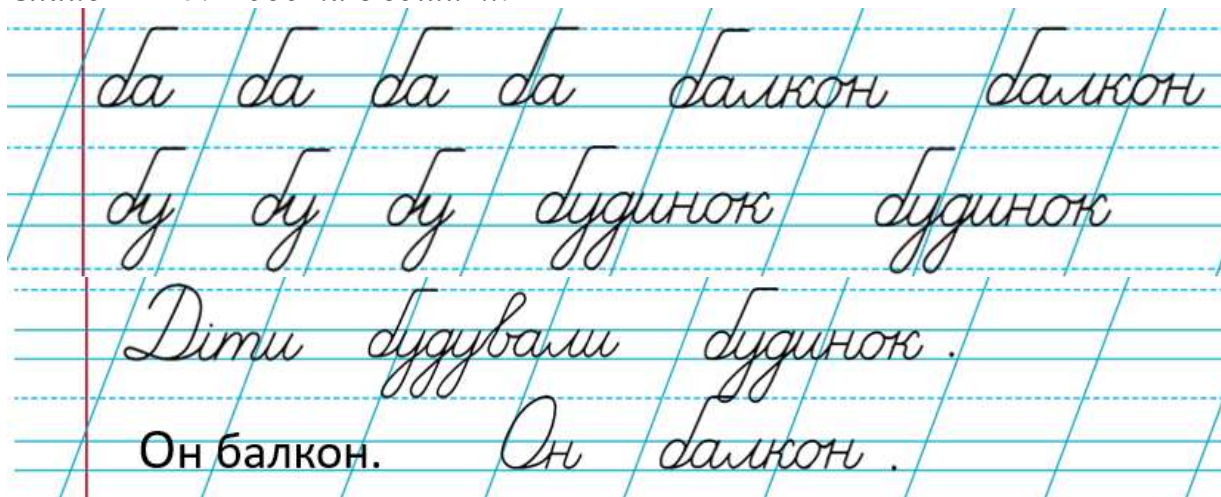 ба ба ба ба балкон балкон
бу бу бу будинок будинок
Діти будували будинок .
Он балкон. Он балкон .